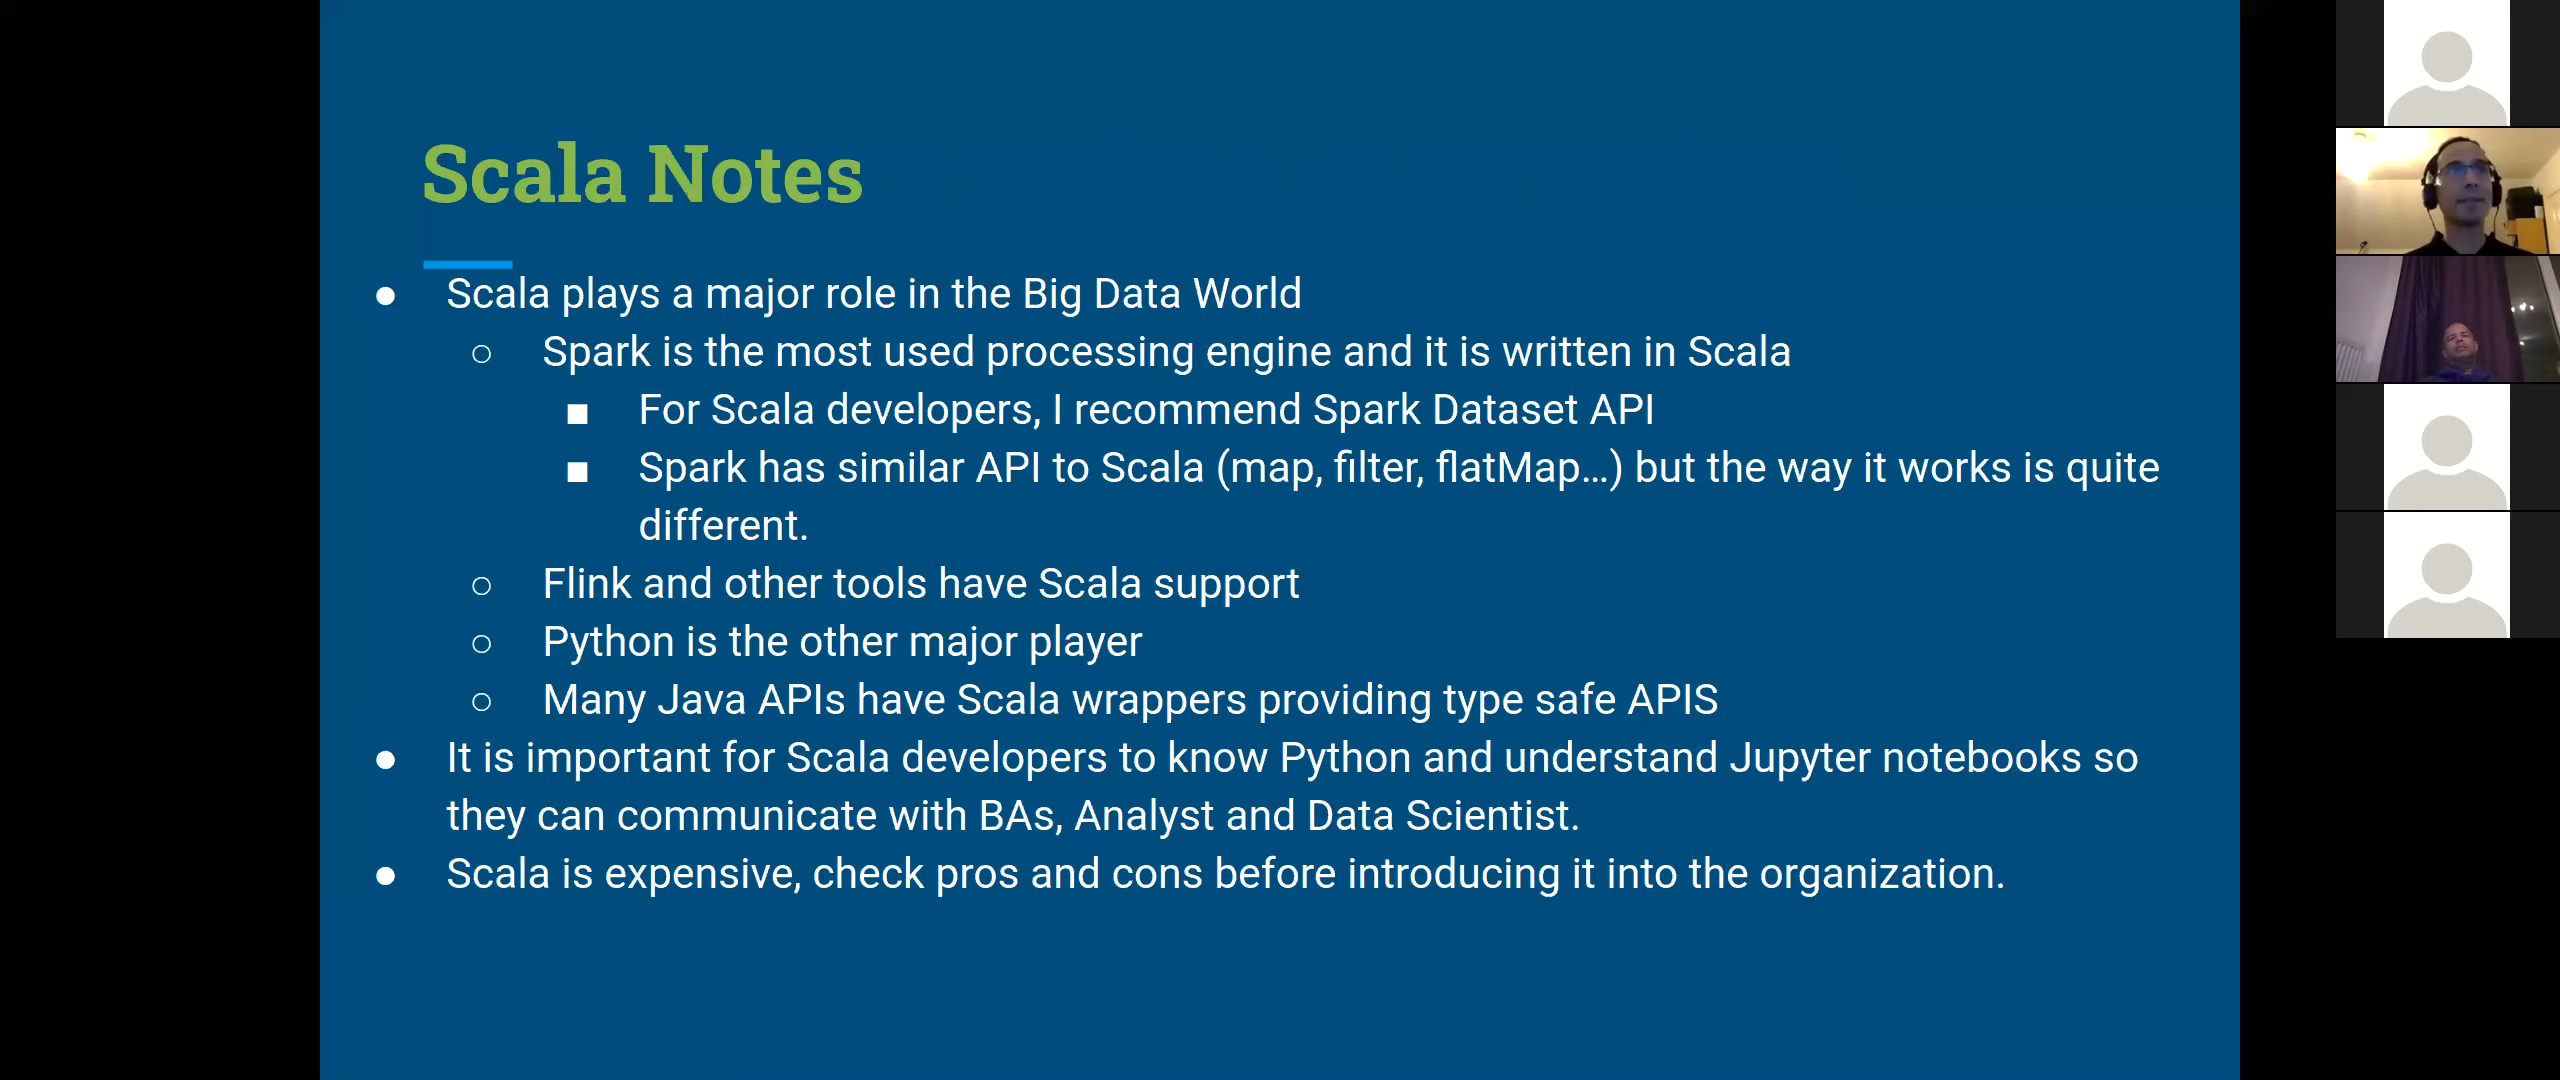 Scala Notes
● Scala plays a major role in the Big Data World
○ Spark is the most used processing engine and it is written in Scala
■ For Scala developers, I recommend Spark Dataset API
■ Spark has similar API to Scala (map, filter, flatMap...) but the way it works is quite
different.
○ Flink and other tools have Scala support
○ Python is the other major player
○ Many Java APIs have Scala wrappers providing type safe APIS
● It is important for Scala developers to know Python and understand Jupyter notebooks so
they can communicate with BAs, Analyst and Data Scientist.
● Scala is expensive, check pros and cons before introducing it into the organization.